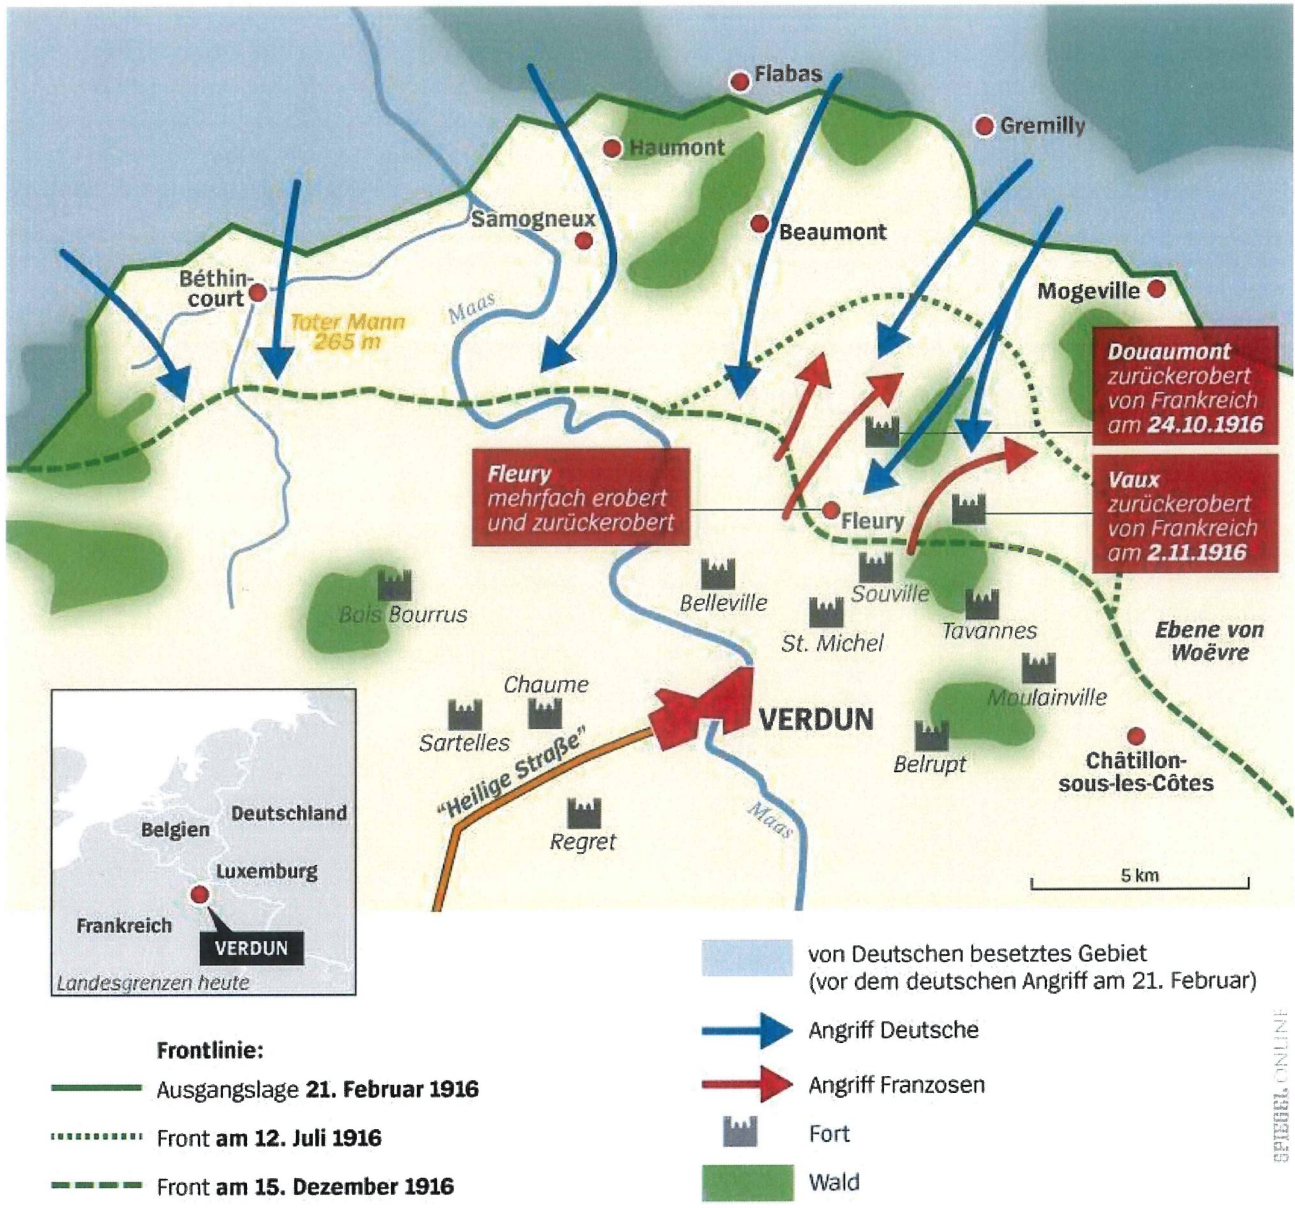 Flabas
Gremilly
Haumont
Samogneux
Beaumont
Béthin-
court
Maas
Toter Mann
265 m
Mogeville
Douaumont
zurückerobert
von Frankreich
am 24.10.1916
Fleury
mehrfach erobert
und zurückerobert
Vaux
zurückerobert
von Frankreich
am 2.11.1916
Fleury
Bois Bourrus
Belleville
Souville
St. Michel
Tavannes
Ebene von
Woëvre
Chaume
Moulainville
Sartelles
VERDUN
Belrupt
"Heilige Straße"
Châtillon-
sous-les-Côtes
Regret
Maas
5 km
Deutschland
Belgien
Luxemburg
Frankreich
VERDUN
Landesgrenzen heute
Frontlinie:
Ausgangslage 21. Februar 1916
Front am 12. Juli 1916
Front am 15. Dezember 1916
von Deutschen besetztes Gebiet
(vor dem deutschen Angriff am 21. Februar)
Angriff Deutsche
Angriff Franzosen
Fort
Wald
SPIEGEL ONLINE